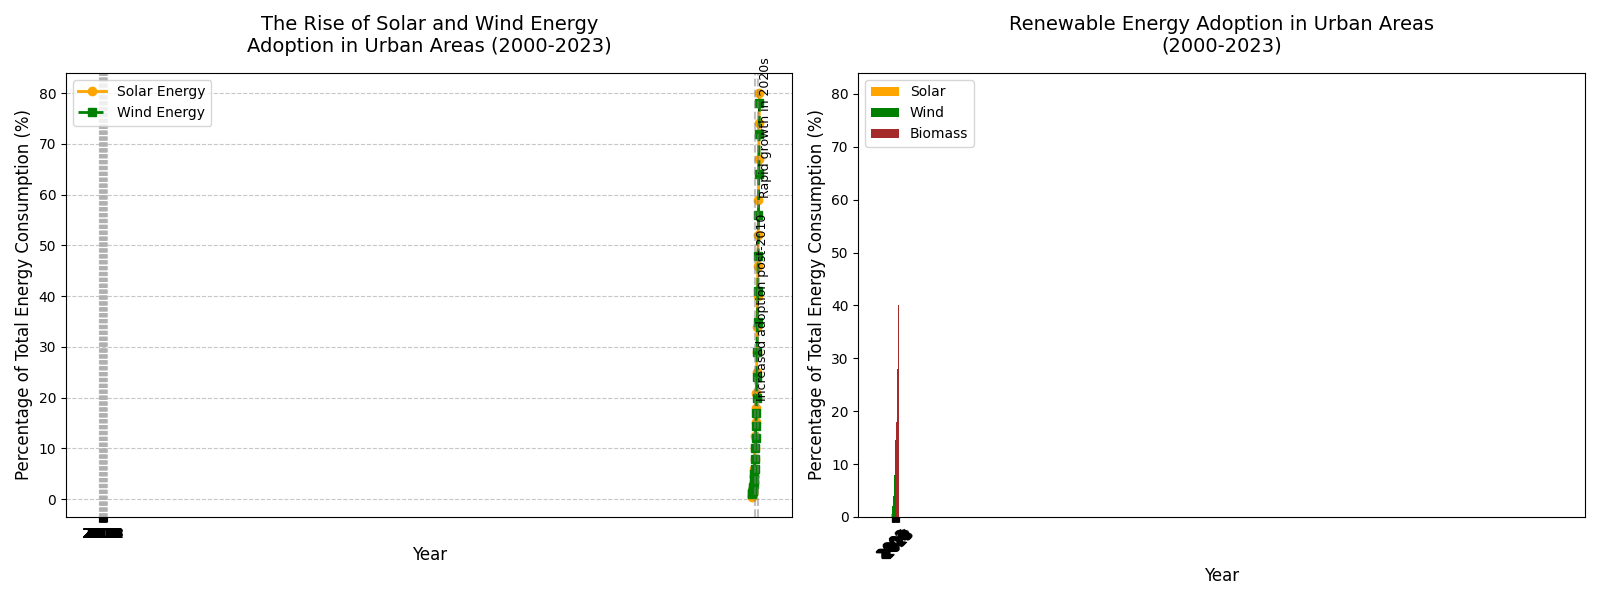 The Rise of Solar and Wind Energy
Adoption in Urban Areas (2000-2023)
Percentage of Total Energy Consumption (%)
80
70
60
50
40
30
20
10
0
Solar Energy
Wind Energy
Increased adoption post-2010
Rapid growth in 2020s
Year
Renewable Energy Adoption in Urban Areas
(2000-2023)
Percentage of Total Energy Consumption (%)
80
70
60
50
40
30
20
10
0
Solar
Wind
Biomass
Year